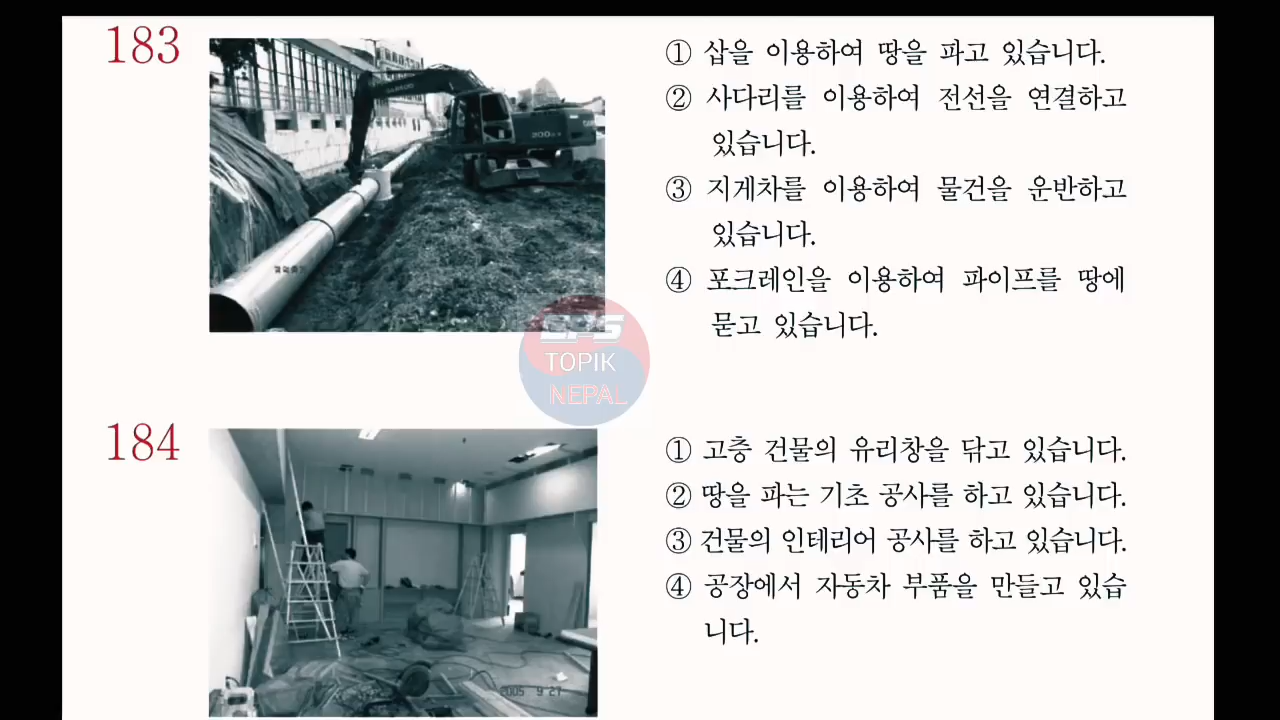 183
① 삽을 이용하여 땅을 파고 있습니다.
② 사다리를 이용하여 전선을 연결하고
있습니다.
③ 지게차를 이용하여 물건을 운반하고
있습니다.
④ 포크레인을 이용하여 파이프를 땅에
묻고 있습니다.
200
EPS
TOPIK
NEPAL
184
① 고층 건물의 유리창을 닦고 있습니다.
② 땅을 파는 기초 공사를 하고 있습니다.
③ 건물의 인테리어 공사를 하고 있습니다.
④ 공장에서 자동차 부품을 만들고 있습
니다.
2005 9 27